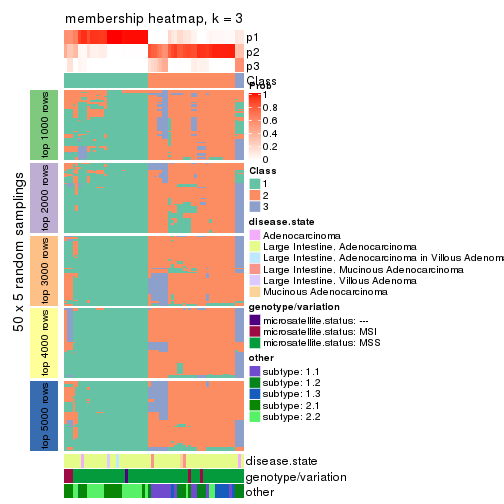 membership heatmap, k = 3
p1
p2
p3
Class
Prob
1
0.8
0.6
0.4
0.2
0
Class
1
2
3
disease.state
Adenocarcinoma
Large Intestine. Adenocarcinoma
Large Intestine. Adenocarcinoma in Villous Adenom
Large Intestine. Mucinous Adenocarcinoma
Large Intestine. Villous Adenoma
Mucinous Adenocarcinoma
genotype/variation
microsatellite.status: ---
microsatellite.status: MSI
microsatellite.status: MSS
other
subtype: 1.1
subtype: 1.2
subtype: 1.3
subtype: 2.1
subtype: 2.2
50 x 5 random samplings
top 1000 rows
top 2000 rows
top 3000 rows
top 4000 rows
top 5000 rows
disease.state
genotype/variation
other